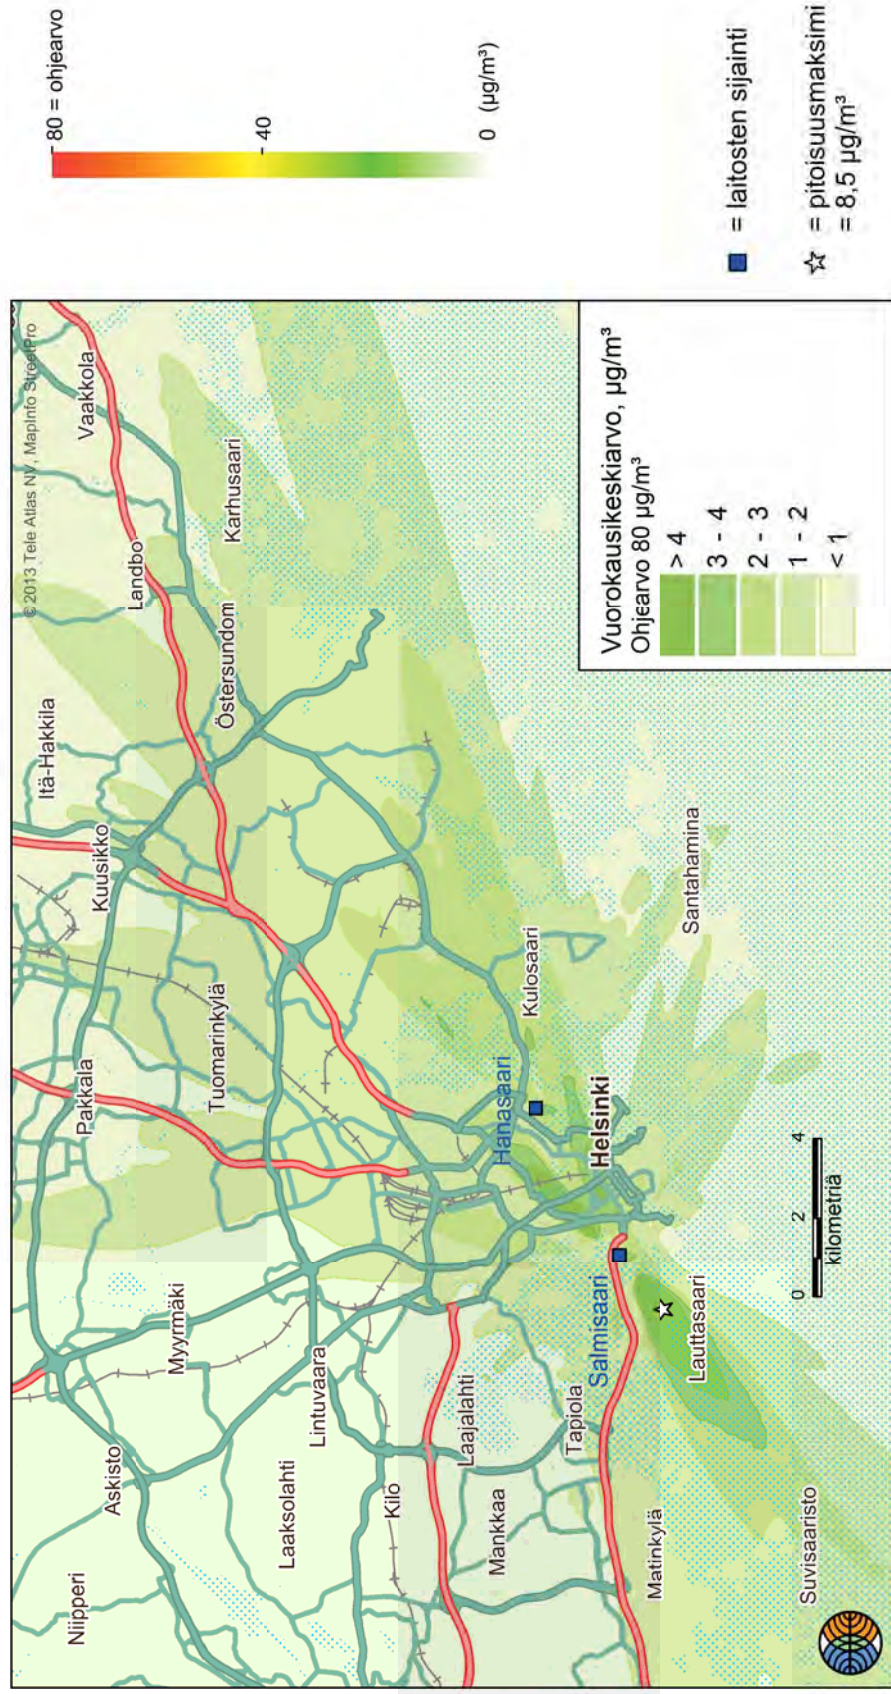 © 2013 Tele Atlas NV, MapInfo StreetPro
Niipperi
Askisto
Myyrmäki
Pakkala
Kuusikko
Itä-Hakkila
Landbo
Vaakkola
Laaksolahti
Lintuvaara
Tuomarinkylä
Östersundom
Karhusaari
Kilo
Laajalahti
Mankkaa
Tapiola
Hanasaari
Kulosaari
Matinkylä
Salmisaari
Helsinki
Santahamina
Lauttasaari
Suvisaaristo
0 2 4
kilometriä
Vuorokausikeskiarvo, µg/m³
Ohjearvo 80 µg/m³
> 4
3 - 4
2 - 3
1 - 2
< 1
80 = ohjearvo
40
0 (µg/m³)
= laitosten sijainti
= pitoisuusmaksimi
= 8,5 µg/m³